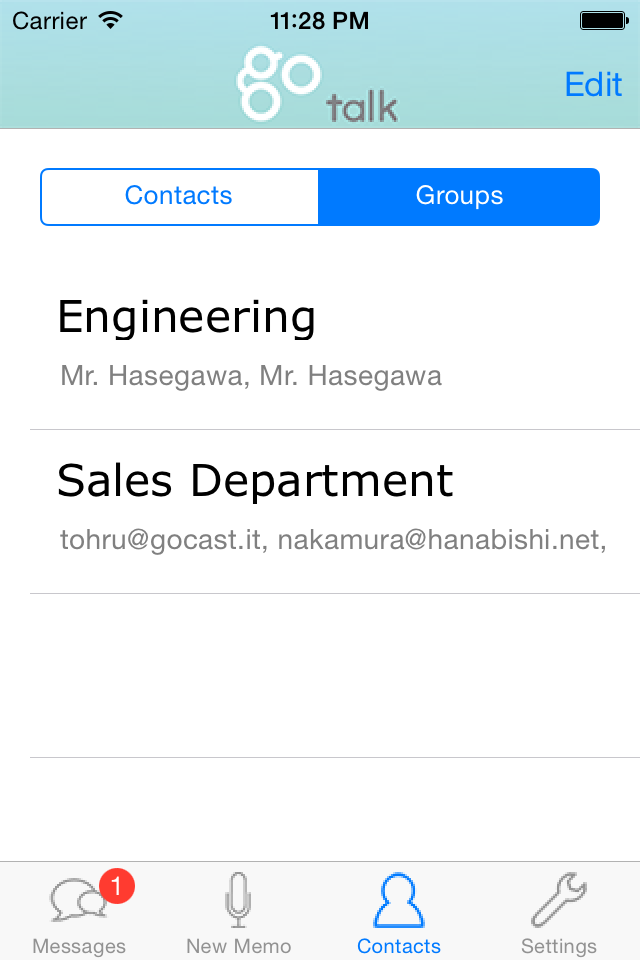 Carrier 11:28 PM
go talk Edit
Contacts Groups
Engineering
Mr. Hasegawa, Mr. Hasegawa
Sales Department
tohru@gocast.it, nakamura@hanabishi.net,
1
Messages New Memo Contacts Settings